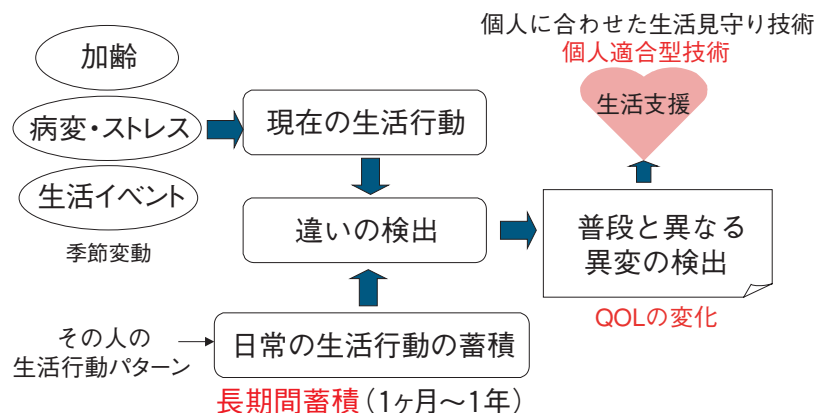 個人に合わせた生活見守り技術
個人適合型技術
生活支援
加齢
病変・ストレス
生活イベント
季節変動
現在の生活行動
違いの検出
普段と異なる
異変の検出
QOLの変化
その人の
生活行動パターン
日常の生活行動の蓄積
長期間蓄積（1ヶ月～1年）